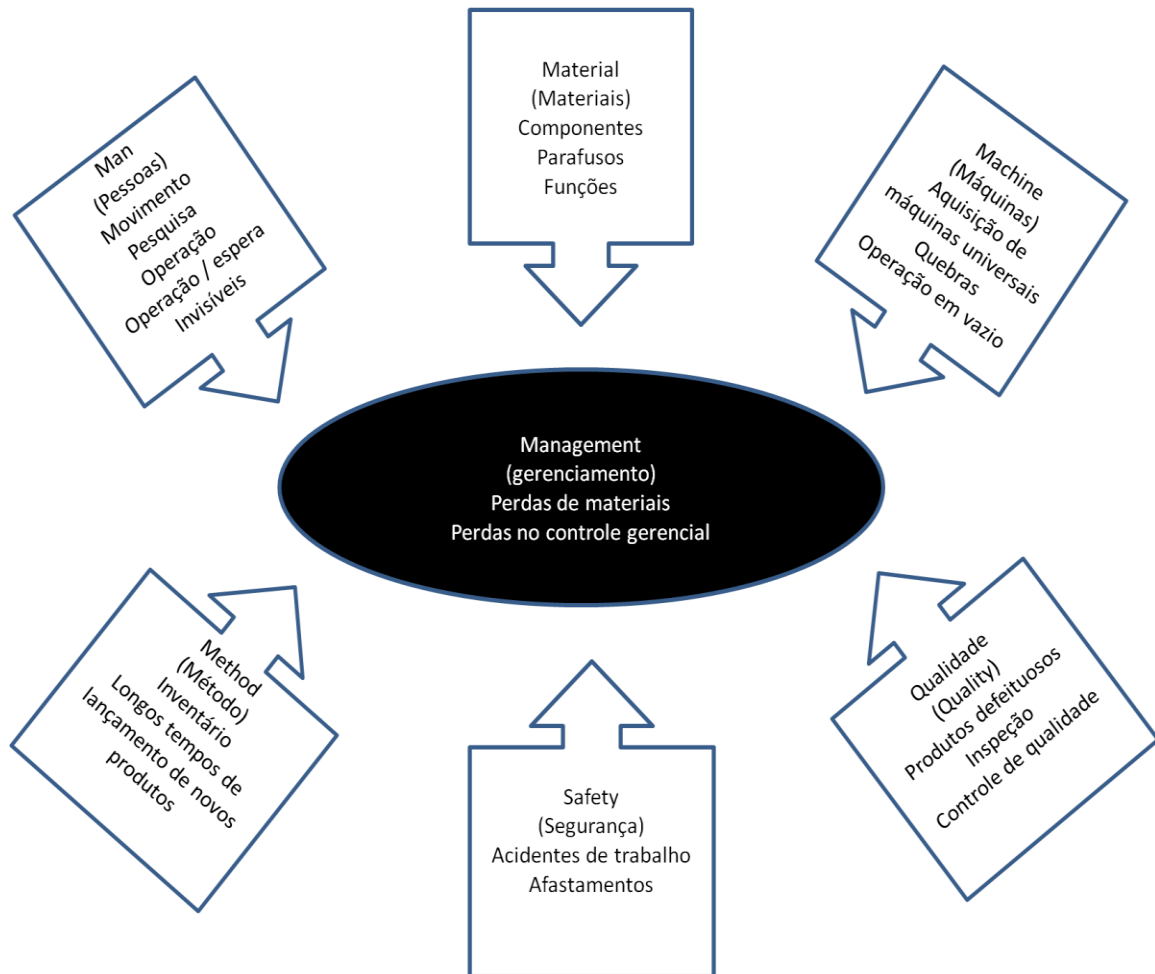 Material
(Materiais)
Componentes
Parafusos
Funções
Man
(Pessoas)
Movimento
Pesquisa
Operação
Operação / espera
Invisíveis
Machine
(Máquinas)
Aquisição de
máquinas universais
Quebras
Operação em vazio
Management
(gerenciamento)
Perdas de materiais
Perdas no controle gerencial
Method
(Método)
Inventário
Longos tempos de
lançamento de novos
produtos
Safety
(Segurança)
Acidentes de trabalho
Afastamentos
Qualidade
(Quality)
Produtos defeituosos
Inspeção
Controle de qualidade